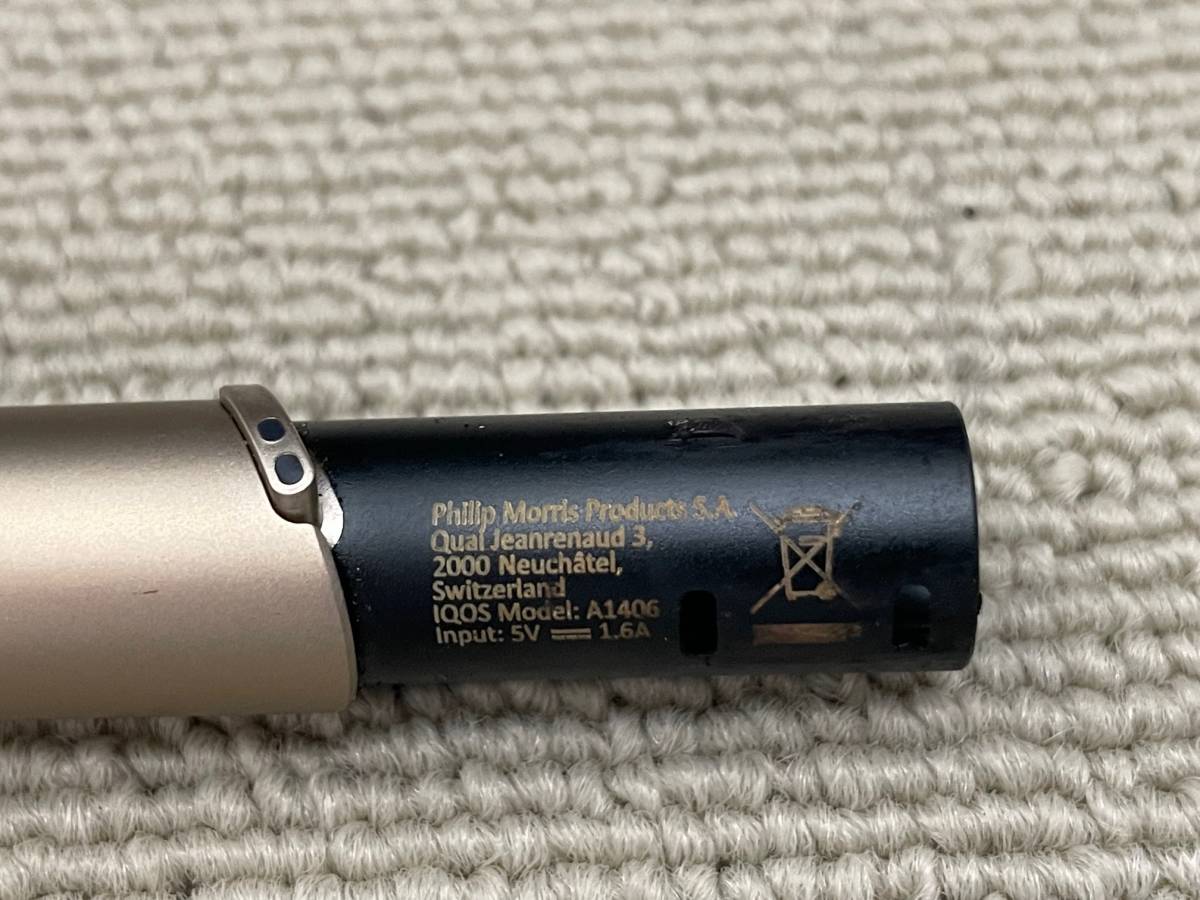 Philip Morris Products S.A.
Quai Jeanrenaud 3,
2000 Neuchâtel,
Switzerland
IQOS Model: A1406
Input: 5V ⎓ 1.6A